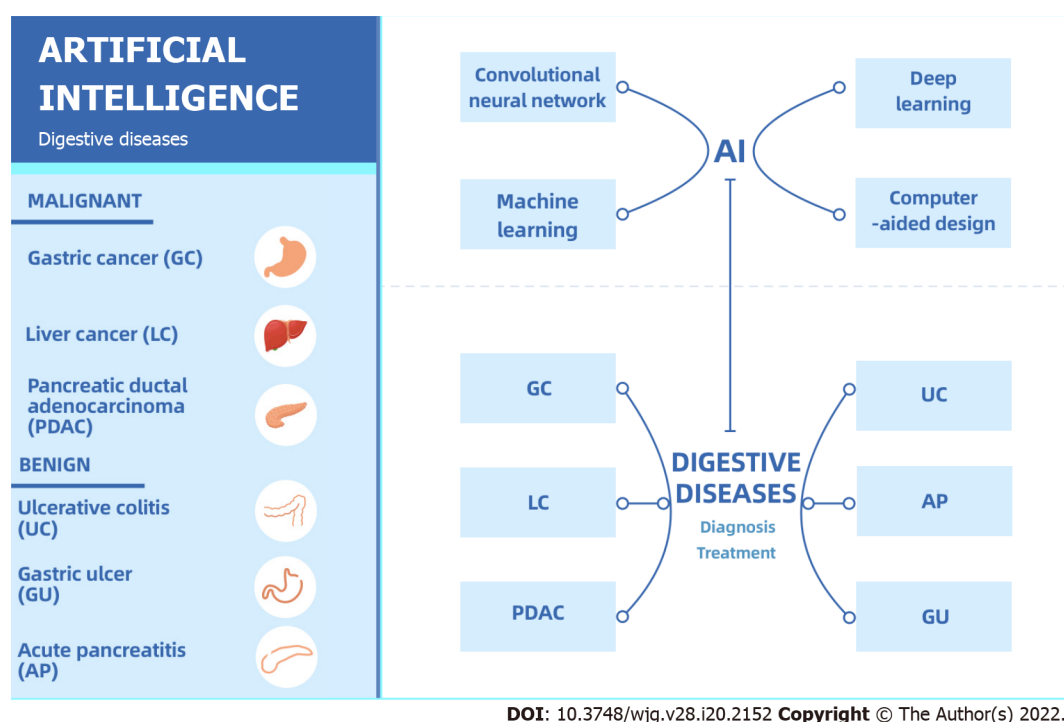 ARTIFICIAL
INTELLIGENCE
Digestive diseases
MALIGNANT
Gastric cancer (GC)
Liver cancer (LC)
Pancreatic ductal
adenocarcinoma
(PDAC)
BENIGN
Ulcerative colitis
(UC)
Gastric ulcer
(GU)
Acute pancreatitis
(AP)
Convolutional
neural network
Deep
learning
AI
Machine
learning
Computer
-aided design
GC
UC
DIGESTIVE
DISEASES
LC
AP
Diagnosis
Treatment
PDAC
GU
DOI: 10.3748/wjg.v28.i20.2152 Copyright © The Author(s) 2022.